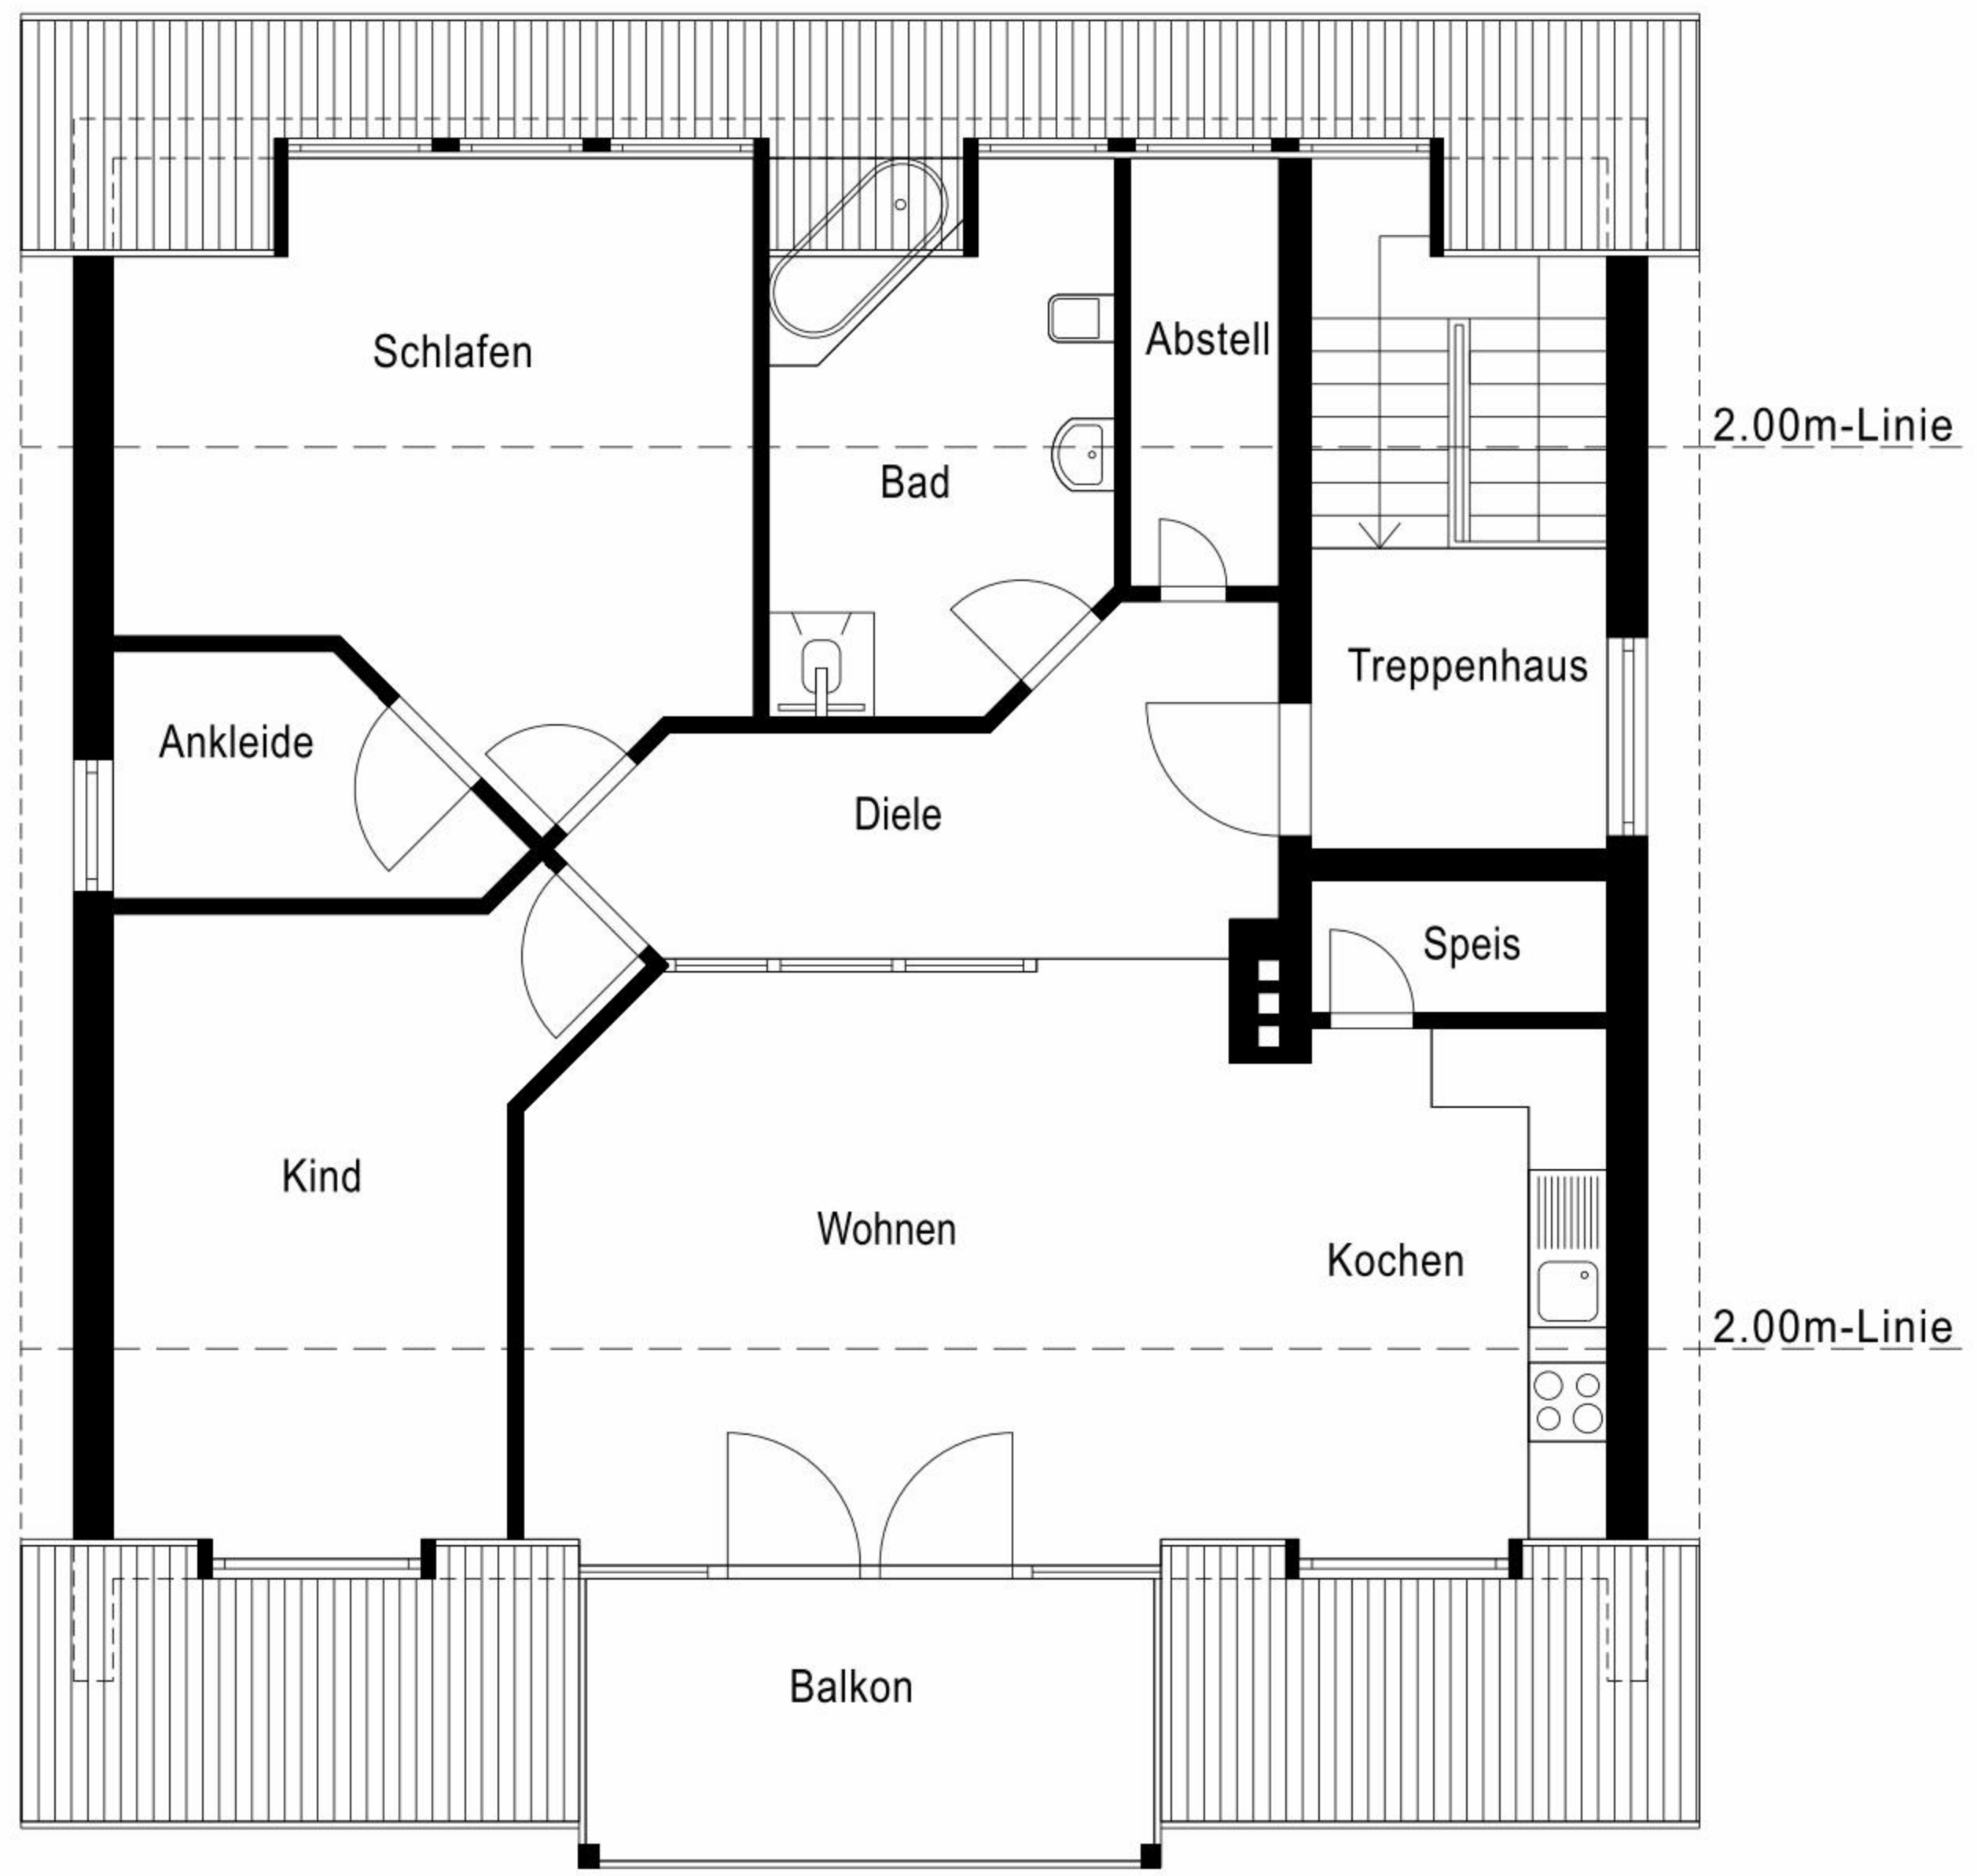 Schlafen
Abstell
2.00m-Linie
Bad
Treppenhaus
Ankleide
Diele
Speis
Kind
Wohnen
Kochen
2.00m-Linie
Balkon